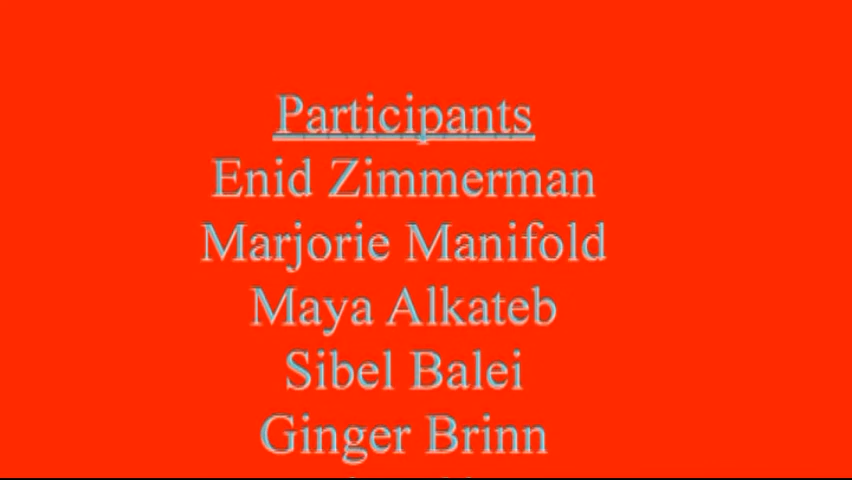 Participants
Enid Zimmerman
Marjorie Manifold
Maya Alkateb
Sibel Balei
Ginger Brinn